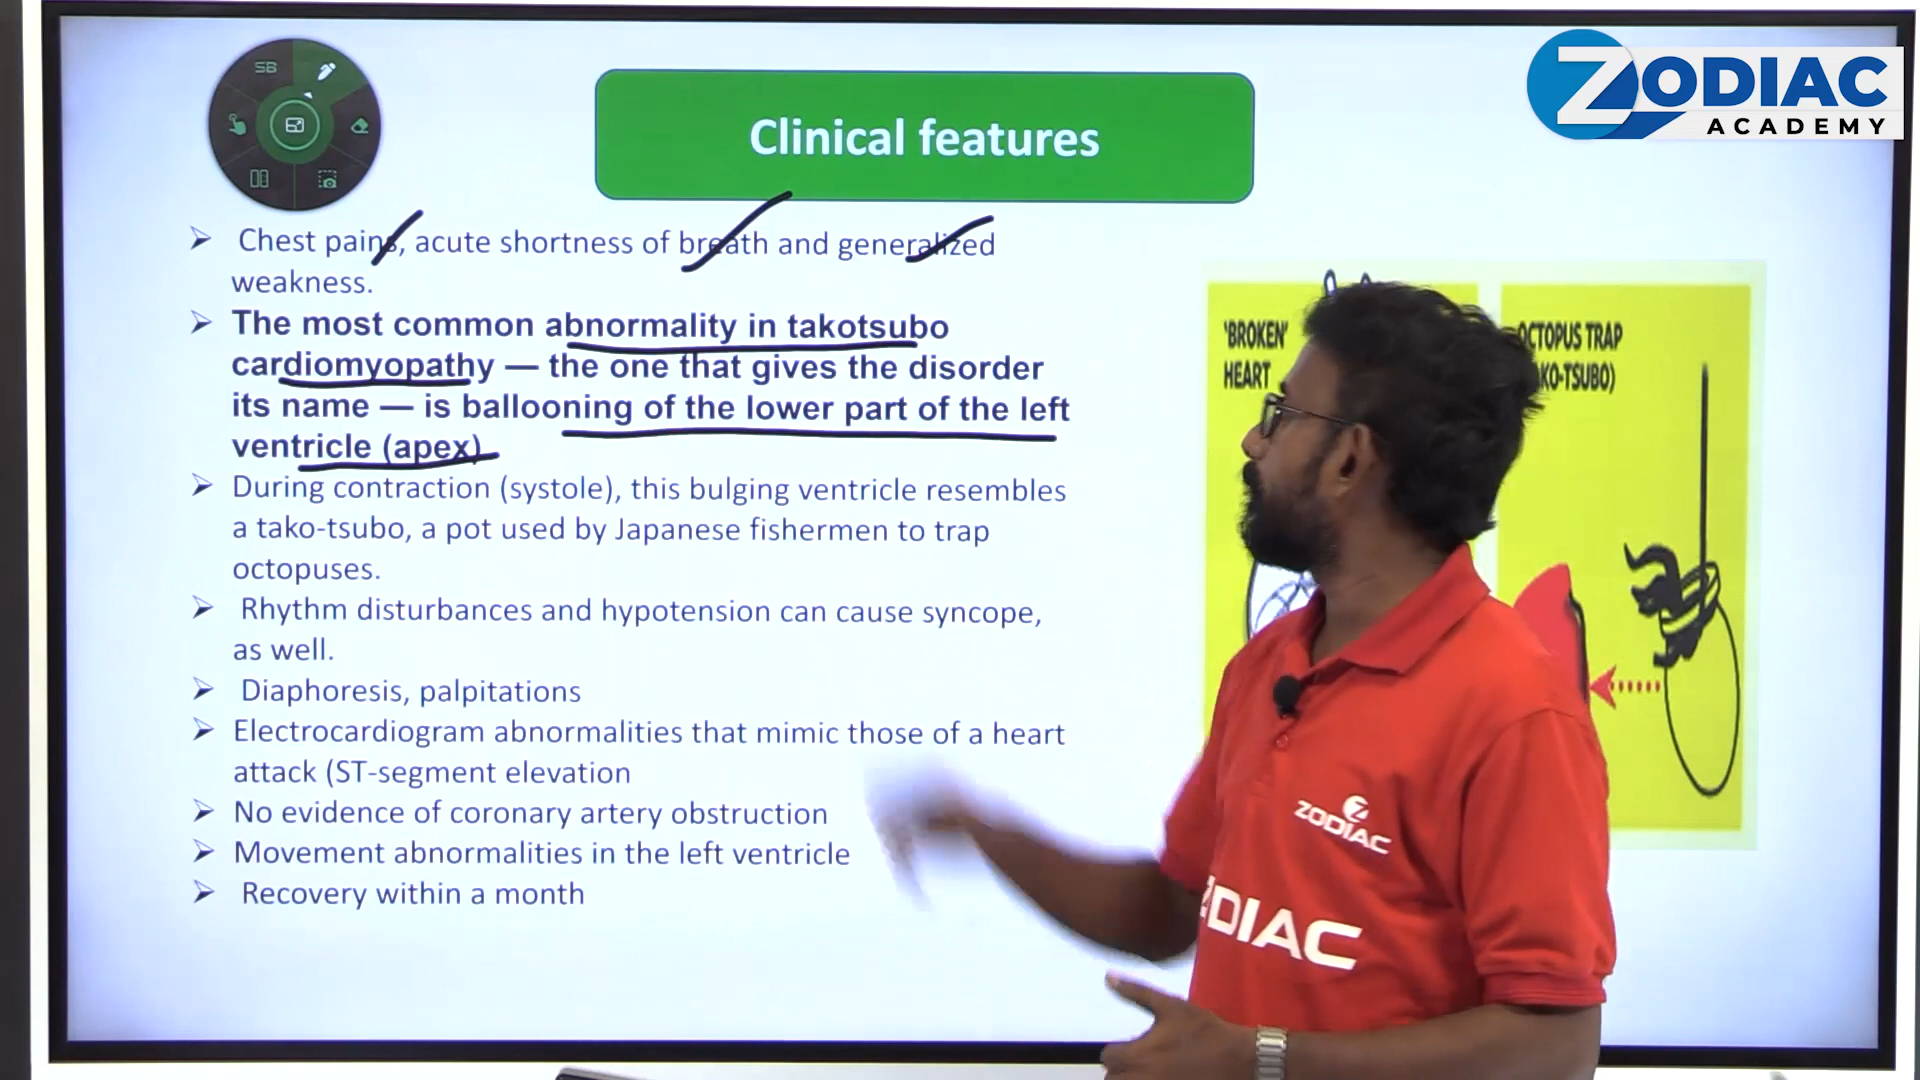 SB
ZODIAC
ACADEMY
Clinical features
➢ Chest pains, acute shortness of breath and generalized
weakness.
➢ The most common abnormality in takotsubo
cardiomyopathy — the one that gives the disorder
its name — is ballooning of the lower part of the left
ventricle (apex)
➢ During contraction (systole), this bulging ventricle resembles
a tako-tsubo, a pot used by Japanese fishermen to trap
octopuses.
➢ Rhythm disturbances and hypotension can cause syncope,
as well.
➢ Diaphoresis, palpitations
➢ Electrocardiogram abnormalities that mimic those of a heart
attack (ST-segment elevation
➢ No evidence of coronary artery obstruction
➢ Movement abnormalities in the left ventricle
➢ Recovery within a month
'BROKEN'
HEART
OCTOPUS TRAP
KO-TSUBO)
ZODIAC
ODIAC